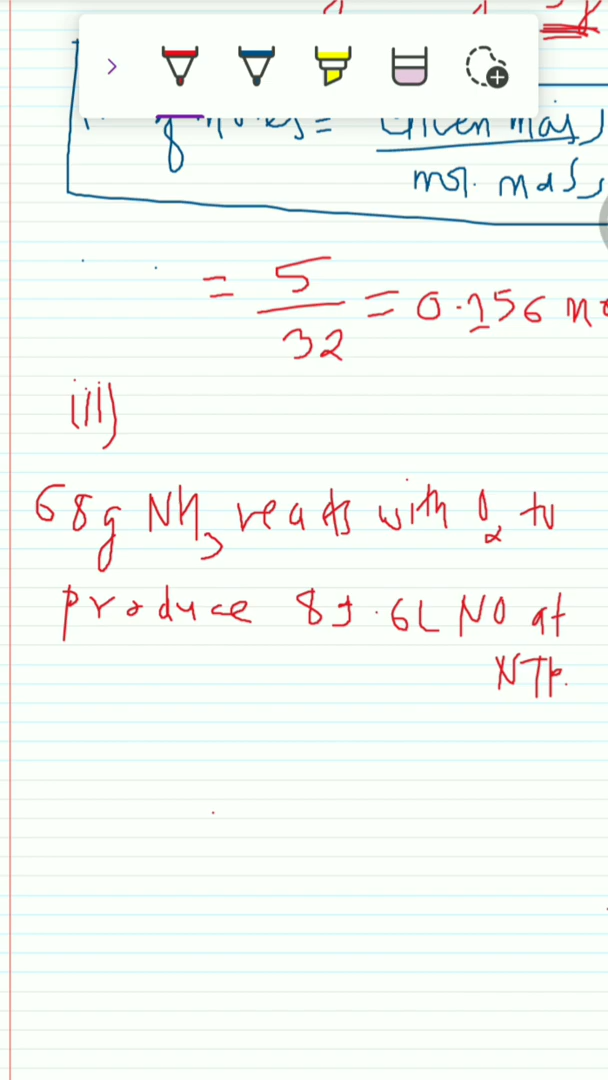 moles = Given mass
mol. mass
= 5
32
= 0.156
iii)
68g NH3 reacts with O2 to
produce 89.6L NO at
NTP.